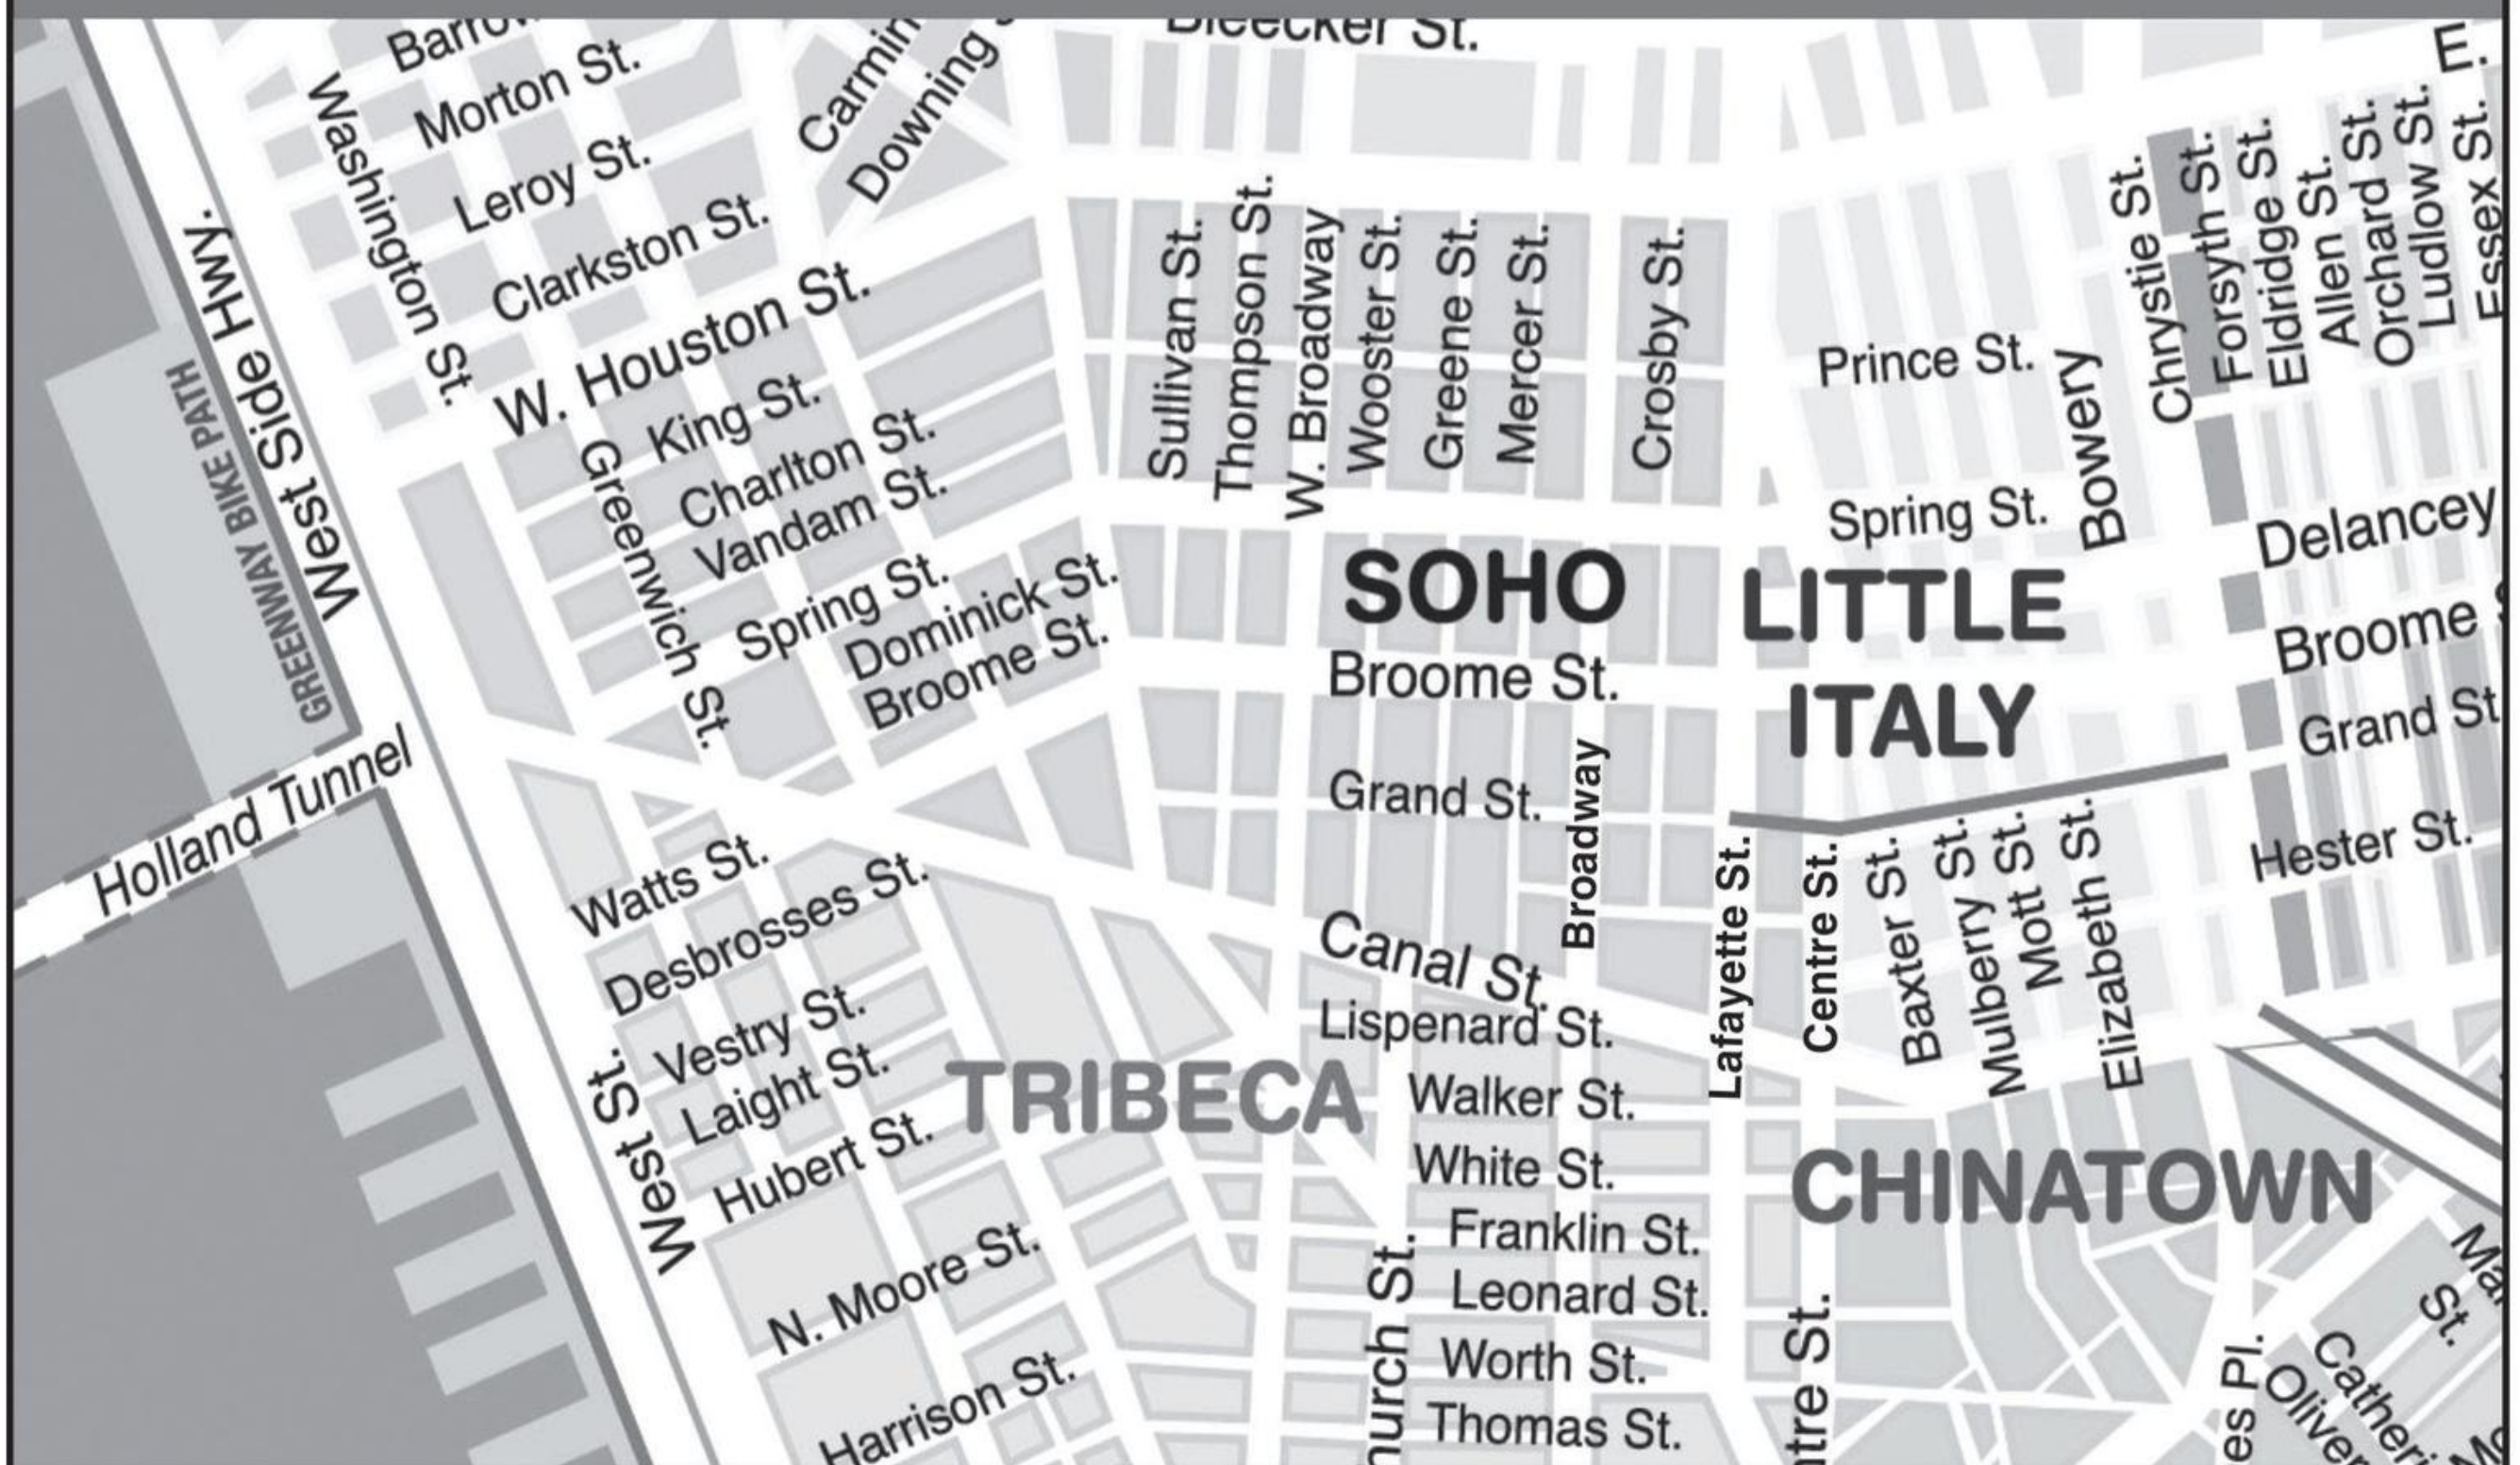 Bleecker St.
E.
Morton St.
Leroy St.
Clarkston St.
Washington St.
Downing
West Side Hwy.
GREENWAY BIKE PATH
W. Houston St.
King St.
Charlton St.
Vandam St.
Greenwich St.
Spring St.
Dominick St.
Broome St.
Sullivan St.
Thompson St.
W. Broadway
Wooster St.
Greene St.
Mercer St.
Crosby St.
Prince St.
Spring St.
Bowery
Chrystie St.
Forsyth St.
Eldridge St.
Allen St.
Orchard St.
Ludlow St.
Essex St.
Delancey
Broome
Grand St
Hester St.
SOHO
LITTLE
ITALY
Broome St.
Grand St.
Broadway
Holland Tunnel
Watts St.
Desbrosses St.
Vestry St.
Laight St.
Hubert St.
West St.
N. Moore St.
Harrison St.
TRIBECA
Canal St.
Lispenard St.
Walker St.
White St.
Franklin St.
Leonard St.
Worth St.
Thomas St.
Lafayette St.
Centre St.
Baxter St.
Mulberry St.
Mott St.
Elizabeth St.
CHINATOWN
St.
Pl.